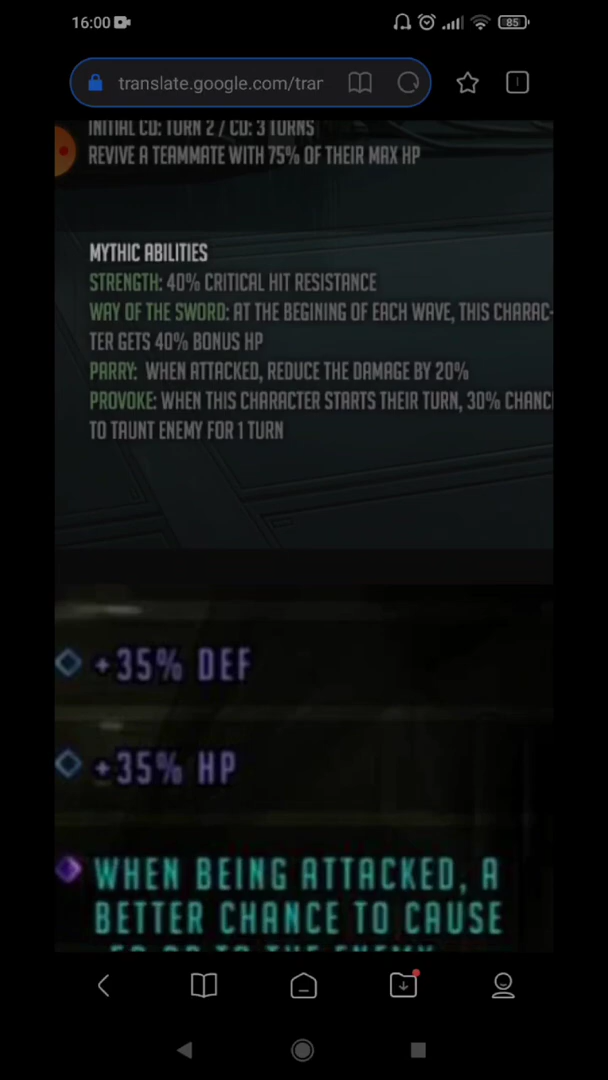 16:00
85
translate.google.com/trar
INITIAL CD: TURN 2 / CD: 3 TURNS
REVIVE A TEAMMATE WITH 75% OF THEIR MAX HP
MYTHIC ABILITIES
STRENGTH: 40% CRITICAL HIT RESISTANCE
WAY OF THE SWORD: AT THE BEGINING OF EACH WAVE, THIS CHARAC-
TER GETS 40% BONUS HP
PARRY: WHEN ATTACKED, REDUCE THE DAMAGE BY 20%
PROVOKE: WHEN THIS CHARACTER STARTS THEIR TURN, 30% CHANC
TO TAUNT ENEMY FOR 1 TURN
+35% DEF
+35% HP
WHEN BEING ATTACKED, A
BETTER CHANCE TO CAUSE
TO THE ENEMY